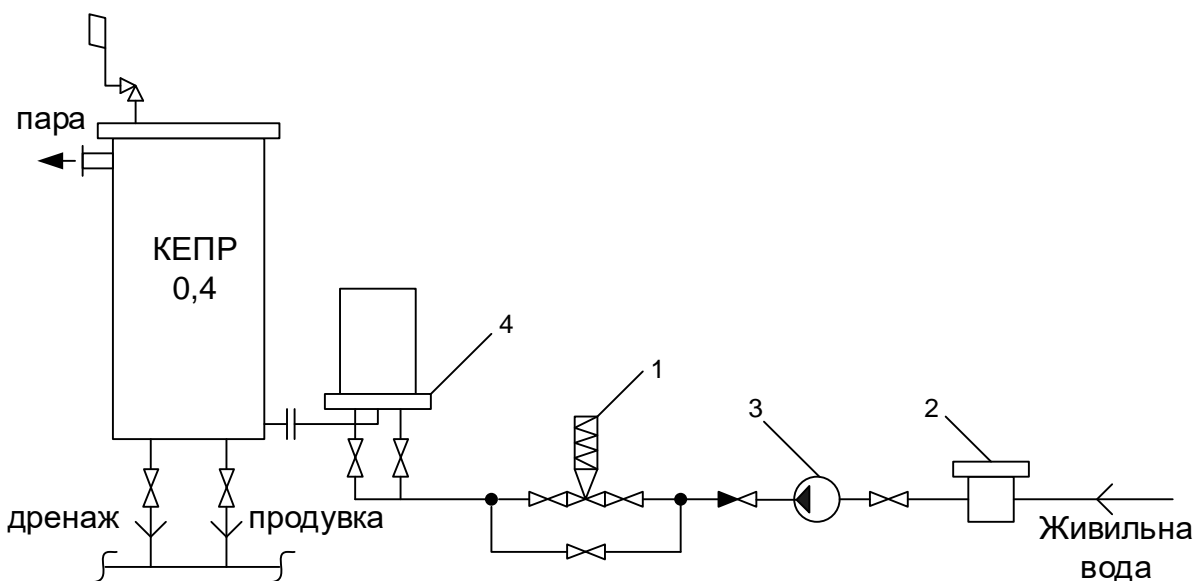 пара
КЕПР
0,4
4
1
3
2
дренаж
продувка
Живильна
вода